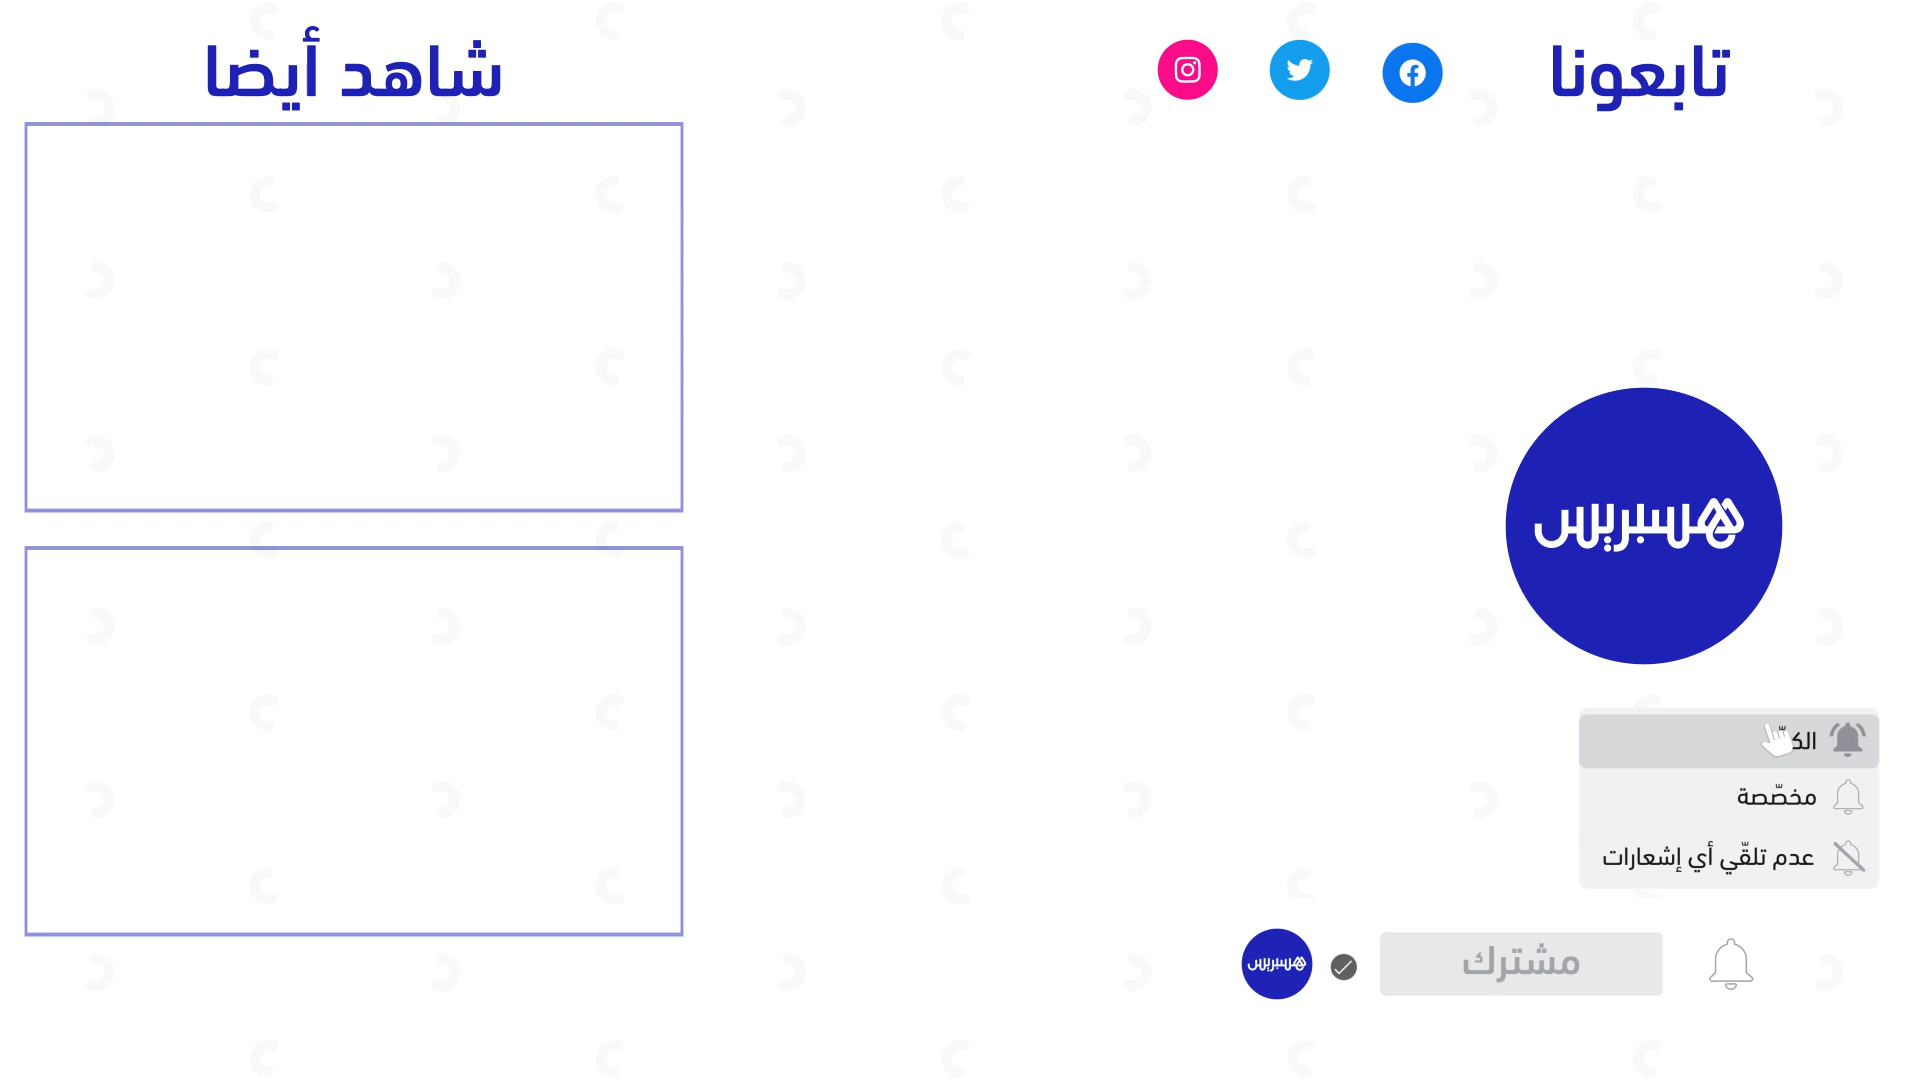 تابعونا
شاهد أيضا
هسبريس
مخصّصة
عدم تلقّي أي إشعارات
هسبريس
مشترك